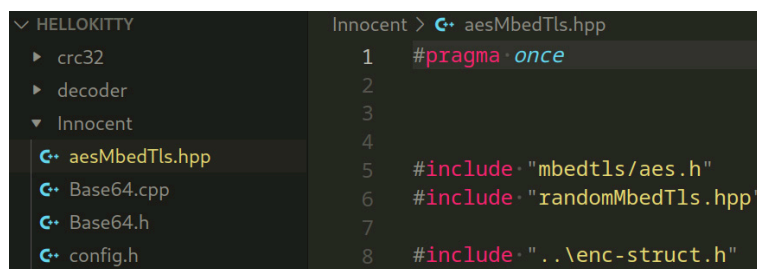 HELLOKITTY
crc32
decoder
Innocent
aesMbedTls.hpp
Base64.cpp
Base64.h
config.h
Innocent > aesMbedTls.hpp
1 #pragma once
2
3
4
5 #include "mbedtls/aes.h"
6 #include "randomMbedTls.hpp"
7
8 #include "..\enc-struct.h"